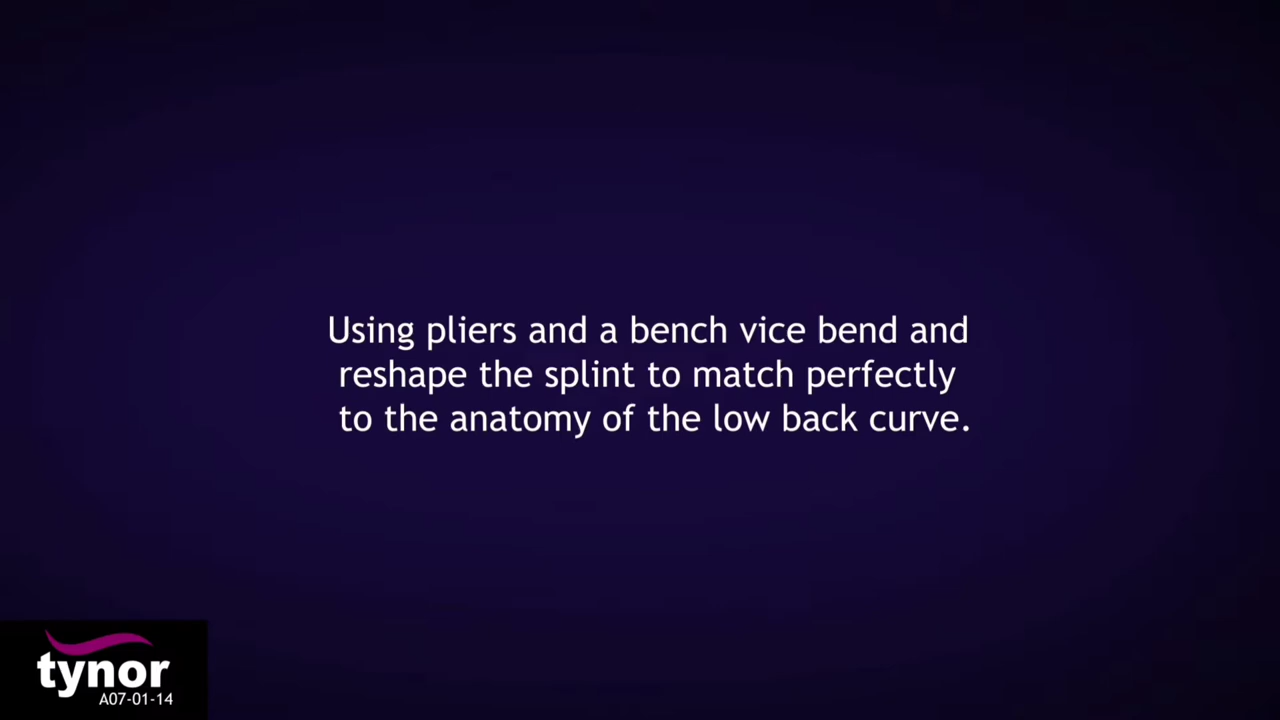 Using pliers and a bench vice bend and
reshape the splint to match perfectly
to the anatomy of the low back curve.
tynor
A07-01-14